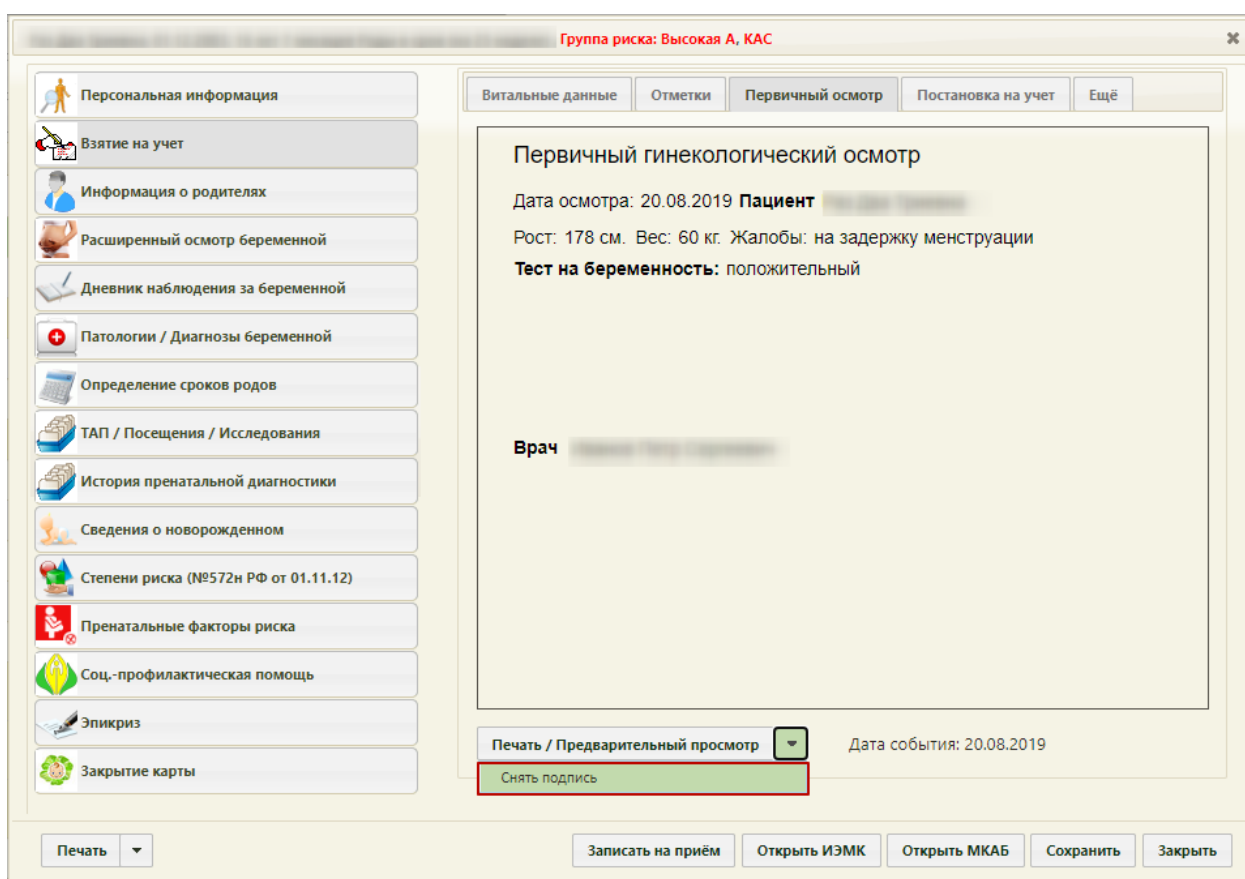 Группа риска: Высокая А, КАС
Персональная информация
Взятие на учет
Информация о родителях
Расширенный осмотр беременной
Дневник наблюдения за беременной
Патологии / Диагнозы беременной
Определение сроков родов
ТАП / Посещения / Исследования
История пренатальной диагностики
Сведения о новорожденном
Степени риска (№572н РФ от 01.11.12)
Пренатальные факторы риска
Соц.-профилактическая помощь
Эпикриз
Закрытие карты
Витальные данные Отметки Первичный осмотр Постановка на учет Ещё
Первичный гинекологический осмотр
Дата осмотра: 20.08.2019 Пациент
Рост: 178 см. Вес: 60 кг. Жалобы: на задержку менструации
Тест на беременность: положительный
Врач
Печать / Предварительный просмотр Дата события: 20.08.2019
Снять подпись
Печать Записать на приём Открыть ИЭМК Открыть МКАБ Сохранить Закрыть